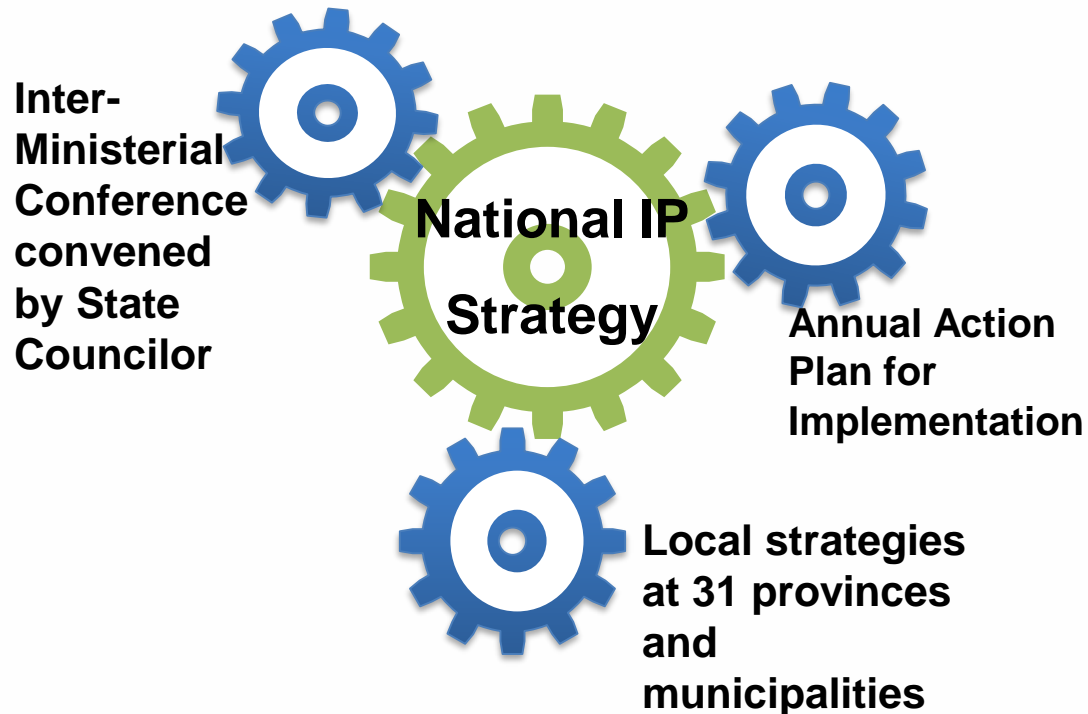 Inter-
Ministerial
Conference
convened
by State
Councilor
National IP
Strategy
Annual Action
Plan for
Implementation
Local strategies
at 31 provinces
and
municipalities